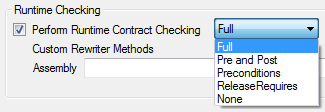 Runtime Checking
Perform Runtime Contract Checking Full
Full
Custom Rewriter Methods Pre and Post
Preconditions
Assembly ReleaseRequires
None